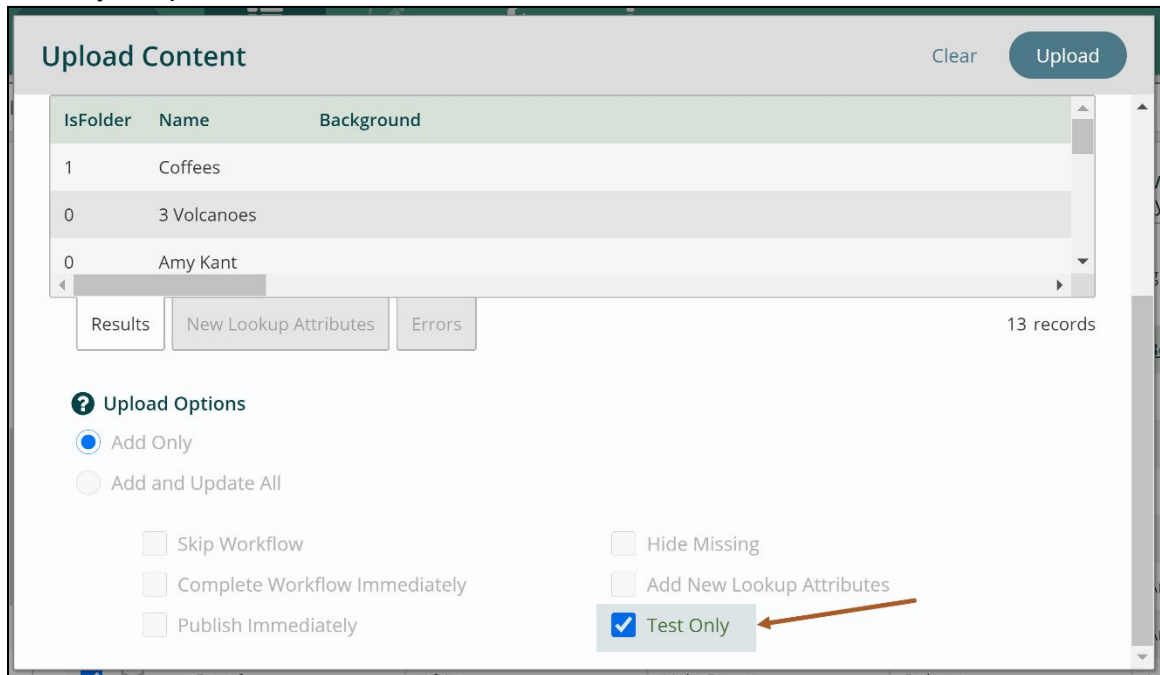 Upload Content Clear Upload
IsFolder Name Background
1 Coffees
0 3 Volcanoes
0 Amy Kant
Results New Lookup Attributes Errors 13 records
Upload Options
Add Only
Add and Update All
Skip Workflow Hide Missing
Complete Workflow Immediately Add New Lookup Attributes
Publish Immediately Test Only